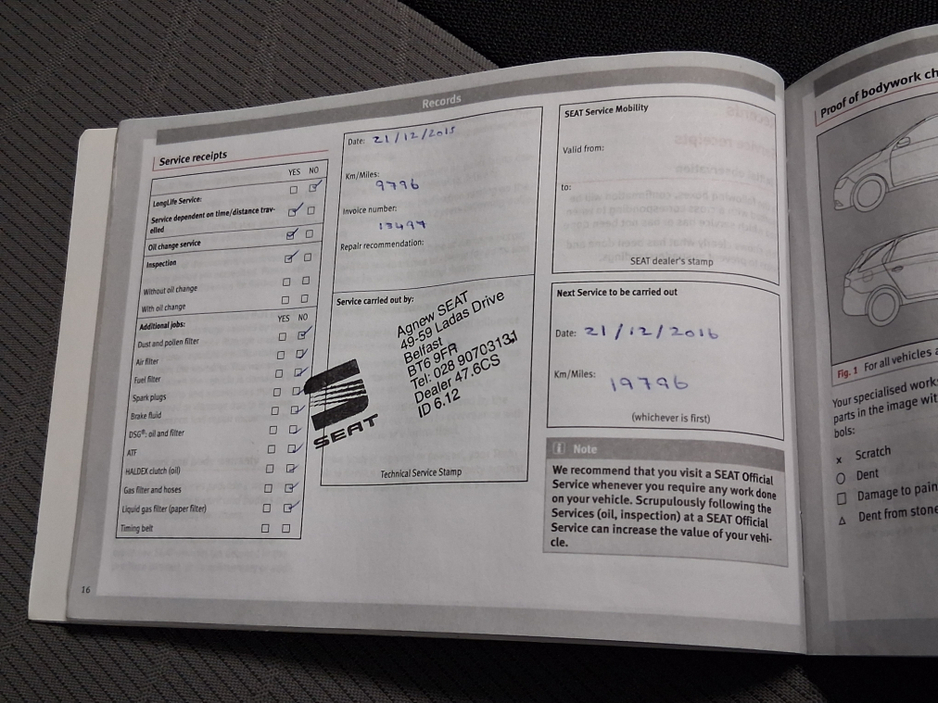 Records
Service receipts
YES NO
LongLife Service:
Service dependent on time/distance trav-
elled
Oil change service
Inspection
Without oil change
With oil change
Additional jobs: YES NO
Dust and pollen filter
Air filter
Fuel filter
Spark plugs
Brake fluid
DSG®: oil and filter
ATF
HALDEX clutch (oil)
Gas filter and hoses
Liquid gas filter (paper filter)
Timing belt
16
Date: 21/12/2015
Km/Miles:
9796
Invoice number:
Repair recommendation:
Service carried out by:
Agnew SEAT
49-59 Ladas Drive
Belfast
BT6 9FR
Tel: 028 90703131
Dealer 47.6CS
ID 6.12
SEAT
Technical Service Stamp
SEAT Service Mobility
Valid from:
to:
SEAT dealer's stamp
Next Service to be carried out
Date: 21/12/2016
Km/Miles:
19796
(whichever is first)
i Note
We recommend that you visit a SEAT Official
Service whenever you require any work done
on your vehicle. Scrupulously following the
Services (oil, inspection) at a SEAT Official
Service can increase the value of your vehi-
cle.
Proof of bodywork ch
Fig. 1 For all vehicles a
Your specialised works
parts in the image with
bols:
x Scratch
○ Dent
□ Damage to pain
△ Dent from stone